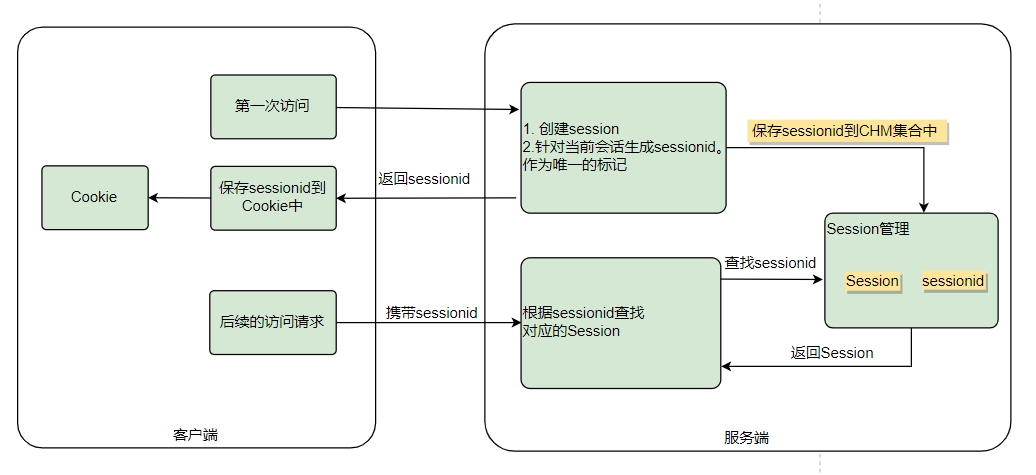 第一次访问
1. 创建session
2.针对当前会话生成sessionid。
作为唯一的标记
保存sessionid到CHM集合中
返回sessionid
Cookie
保存sessionid到
Cookie中
Session管理
Session
sessionid
查找sessionid
后续的访问请求
携带sessionid
根据sessionid查找
对应的Session
返回Session
客户端
服务端